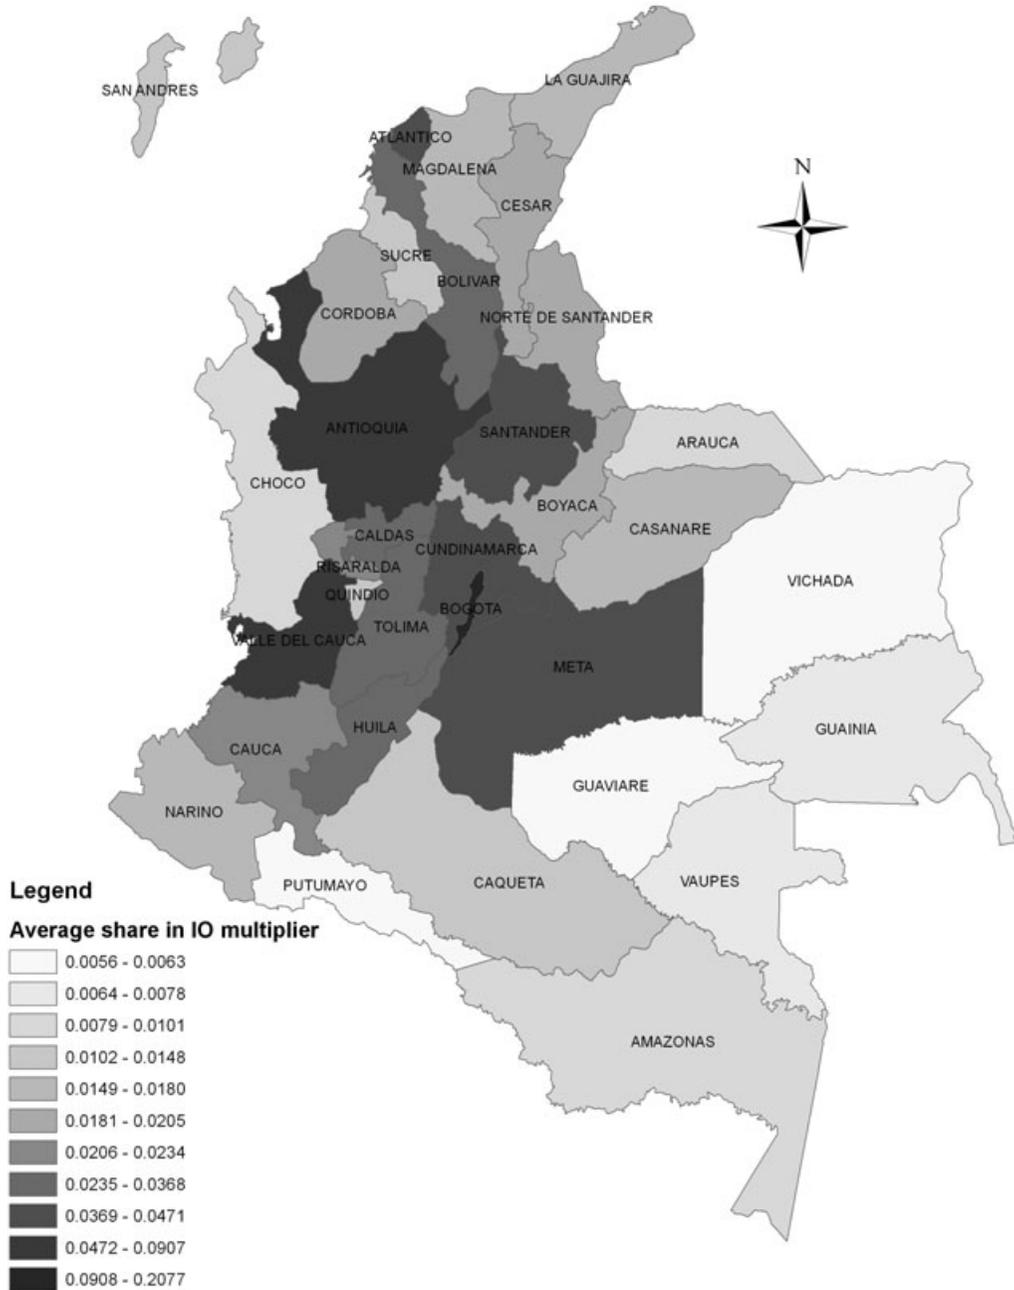 LA GUAJIRA
SAN ANDRES
ATLANTICO
N
MAGDALENA
CESAR
SUCRE
BOLIVAR
CORDOBA
NORTE DE SANTANDER
ANTIOQUIA
SANTANDER
ARAUCA
CHOCO
BOYACA
CASANARE
CALDAS
CUNDINAMARCA
RISARALDA
VICHADA
QUINDIO
BOGOTA
TOLIMA
VALLE DEL CAUCA
META
HUILA
GUAINIA
CAUCA
GUAVIARE
NARINO
PUTUMAYO
CAQUETA
VAUPES
AMAZONAS
Legend
Average share in IO multiplier
0.0056 - 0.0063
0.0064 - 0.0078
0.0079 - 0.0101
0.0102 - 0.0148
0.0149 - 0.0180
0.0181 - 0.0205
0.0206 - 0.0234
0.0235 - 0.0368
0.0369 - 0.0471
0.0472 - 0.0907
0.0908 - 0.2077